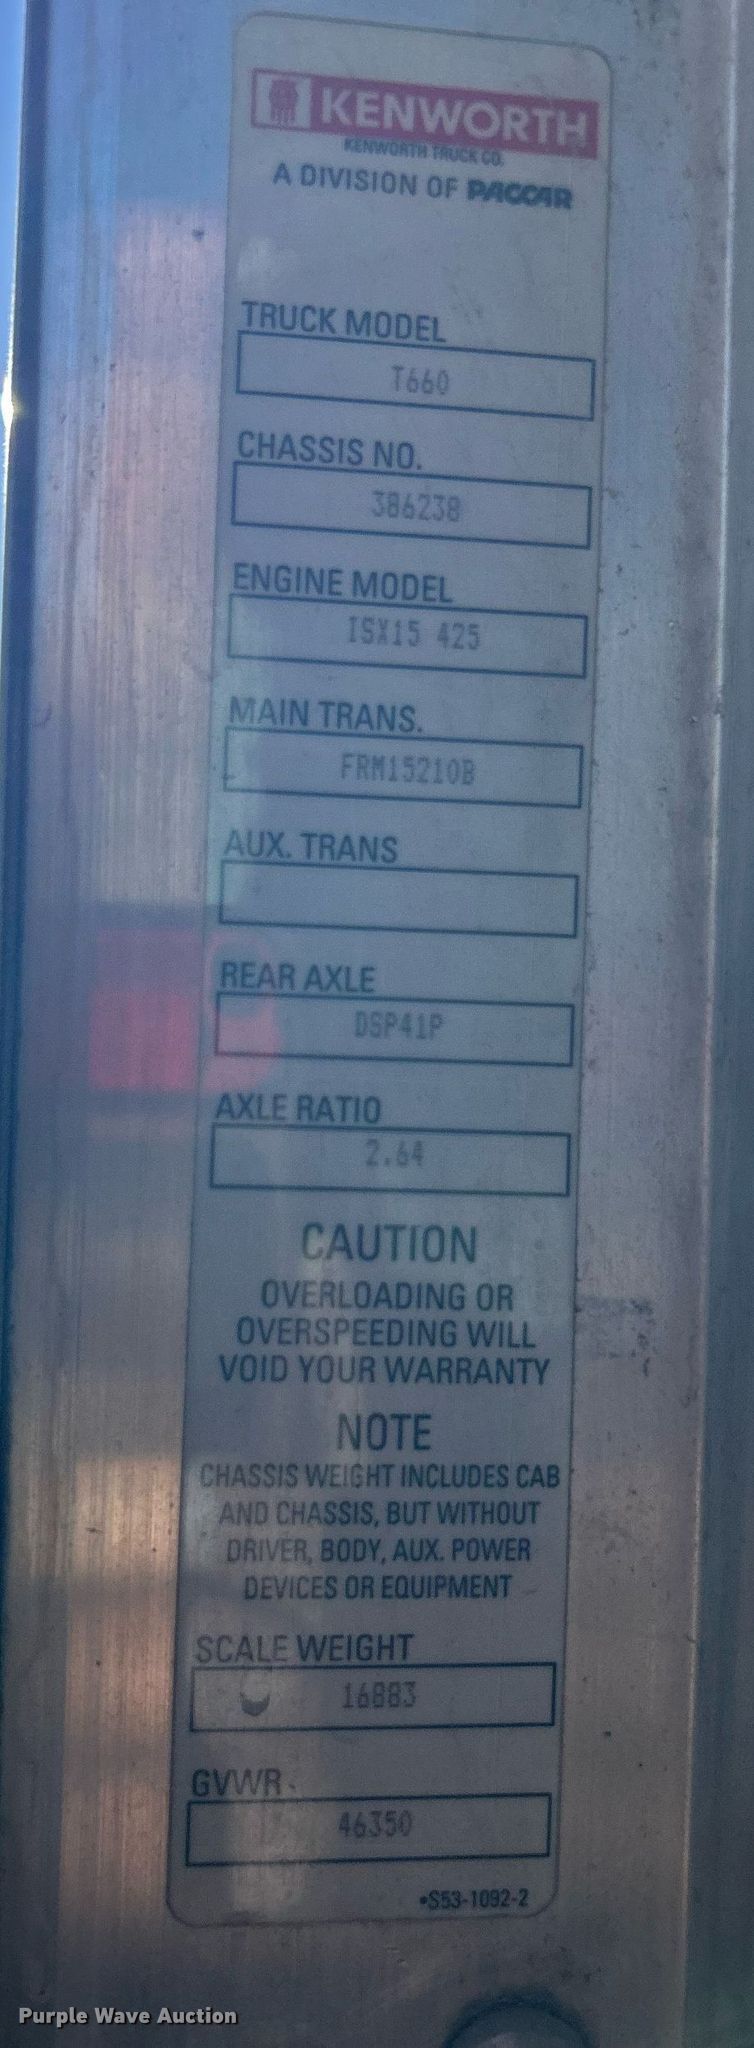 KENWORTH
KENWORTH TRUCK CO.
A DIVISION OF PACCAR
TRUCK MODEL
T660
CHASSIS NO.
386238
ENGINE MODEL
ISX15 425
MAIN TRANS.
FRM15210B
AUX. TRANS
REAR AXLE
DSP41P
AXLE RATIO
2.64
CAUTION
OVERLOADING OR
OVERSPEEDING WILL
VOID YOUR WARRANTY
NOTE
CHASSIS WEIGHT INCLUDES CAB
AND CHASSIS, BUT WITHOUT
DRIVER, BODY, AUX. POWER
DEVICES OR EQUIPMENT
SCALE WEIGHT
16883
GVWR
46350
•S53-1092-2
Purple Wave Auction